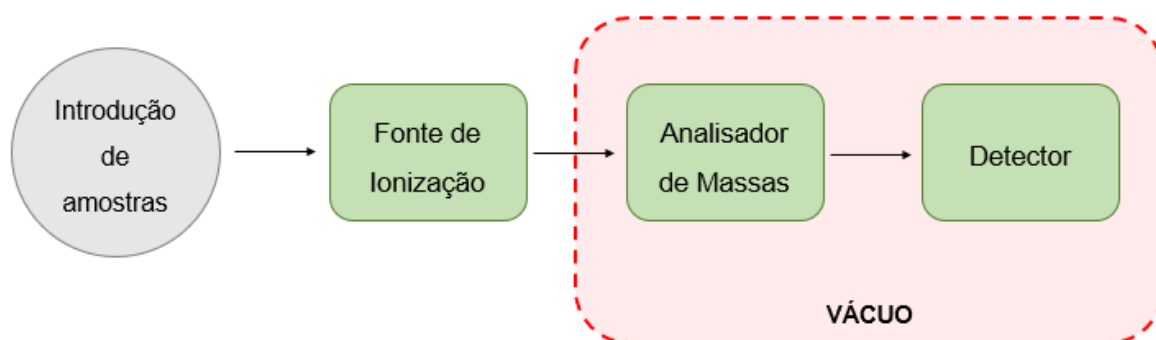 Introdução
de
amostras
Fonte de
Ionização
Analisador
de Massas
Detector
VÁCUO